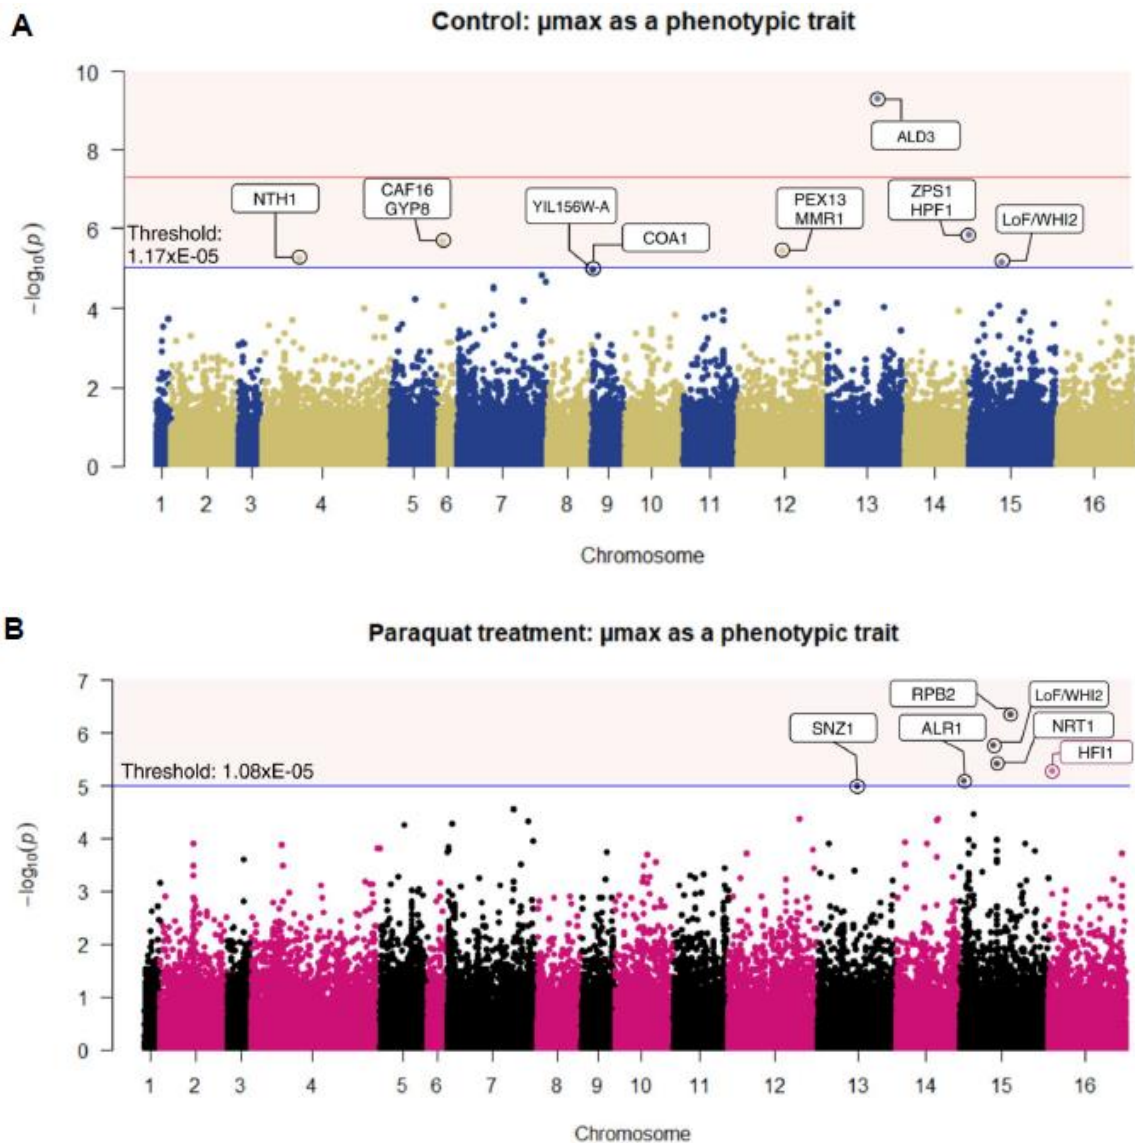 A
Control: µmax as a phenotypic trait
10
8
6
4
2
0
−log10(p)
Threshold:
1.17xE-05
NTH1
CAF16
GYP8
YIL156W-A
COA1
PEX13
MMR1
ALD3
ZPS1
HPF1
LoF/WHI2
1 2 3 4 5 6 7 8 9 10 11 12 13 14 15 16
Chromosome
B
Paraquat treatment: µmax as a phenotypic trait
7
6
5
4
3
2
1
0
−log10(p)
Threshold: 1.08xE-05
SNZ1
RPB2
ALR1
LoF/WHI2
NRT1
HFI1
1 2 3 4 5 6 7 8 9 10 11 12 13 14 15 16
Chromosome